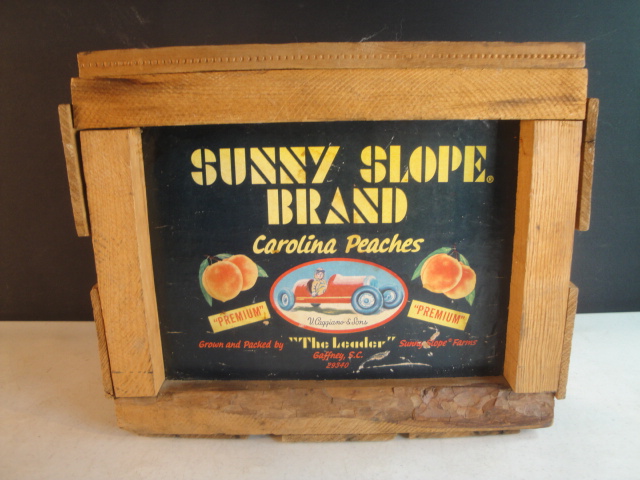 SUNNY SLOPE®
BRAND
Carolina Peaches
"PREMIUM"
V. Caggiano & Sons
"PREMIUM"
Grown and Packed by "The Leader" Sunny Slope® Farms
Gaffney, S.C.
29340